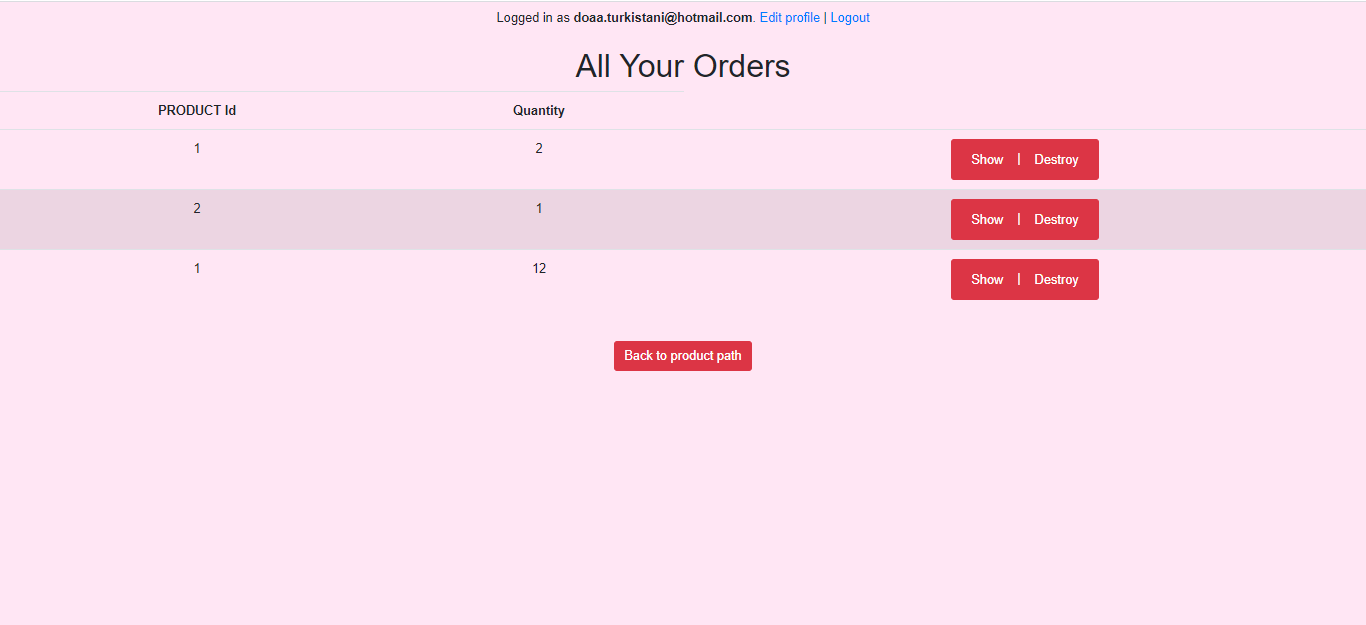 Logged in as doaa.turkistani@hotmail.com. Edit profile | Logout
All Your Orders
PRODUCT Id Quantity
1 2 Show | Destroy
2 1 Show | Destroy
1 12 Show | Destroy
Back to product path